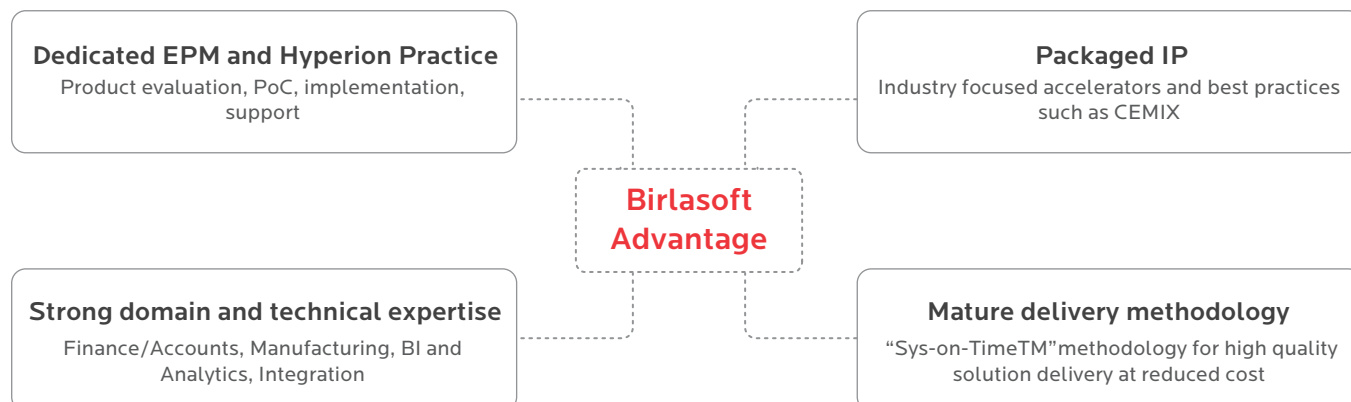 Dedicated EPM and Hyperion Practice
Product evaluation, PoC, implementation,
support
Packaged IP
Industry focused accelerators and best practices
such as CEMIX
Birlasoft
Advantage
Strong domain and technical expertise
Finance/Accounts, Manufacturing, BI and
Analytics, Integration
Mature delivery methodology
“Sys-on-TimeTM”methodology for high quality
solution delivery at reduced cost